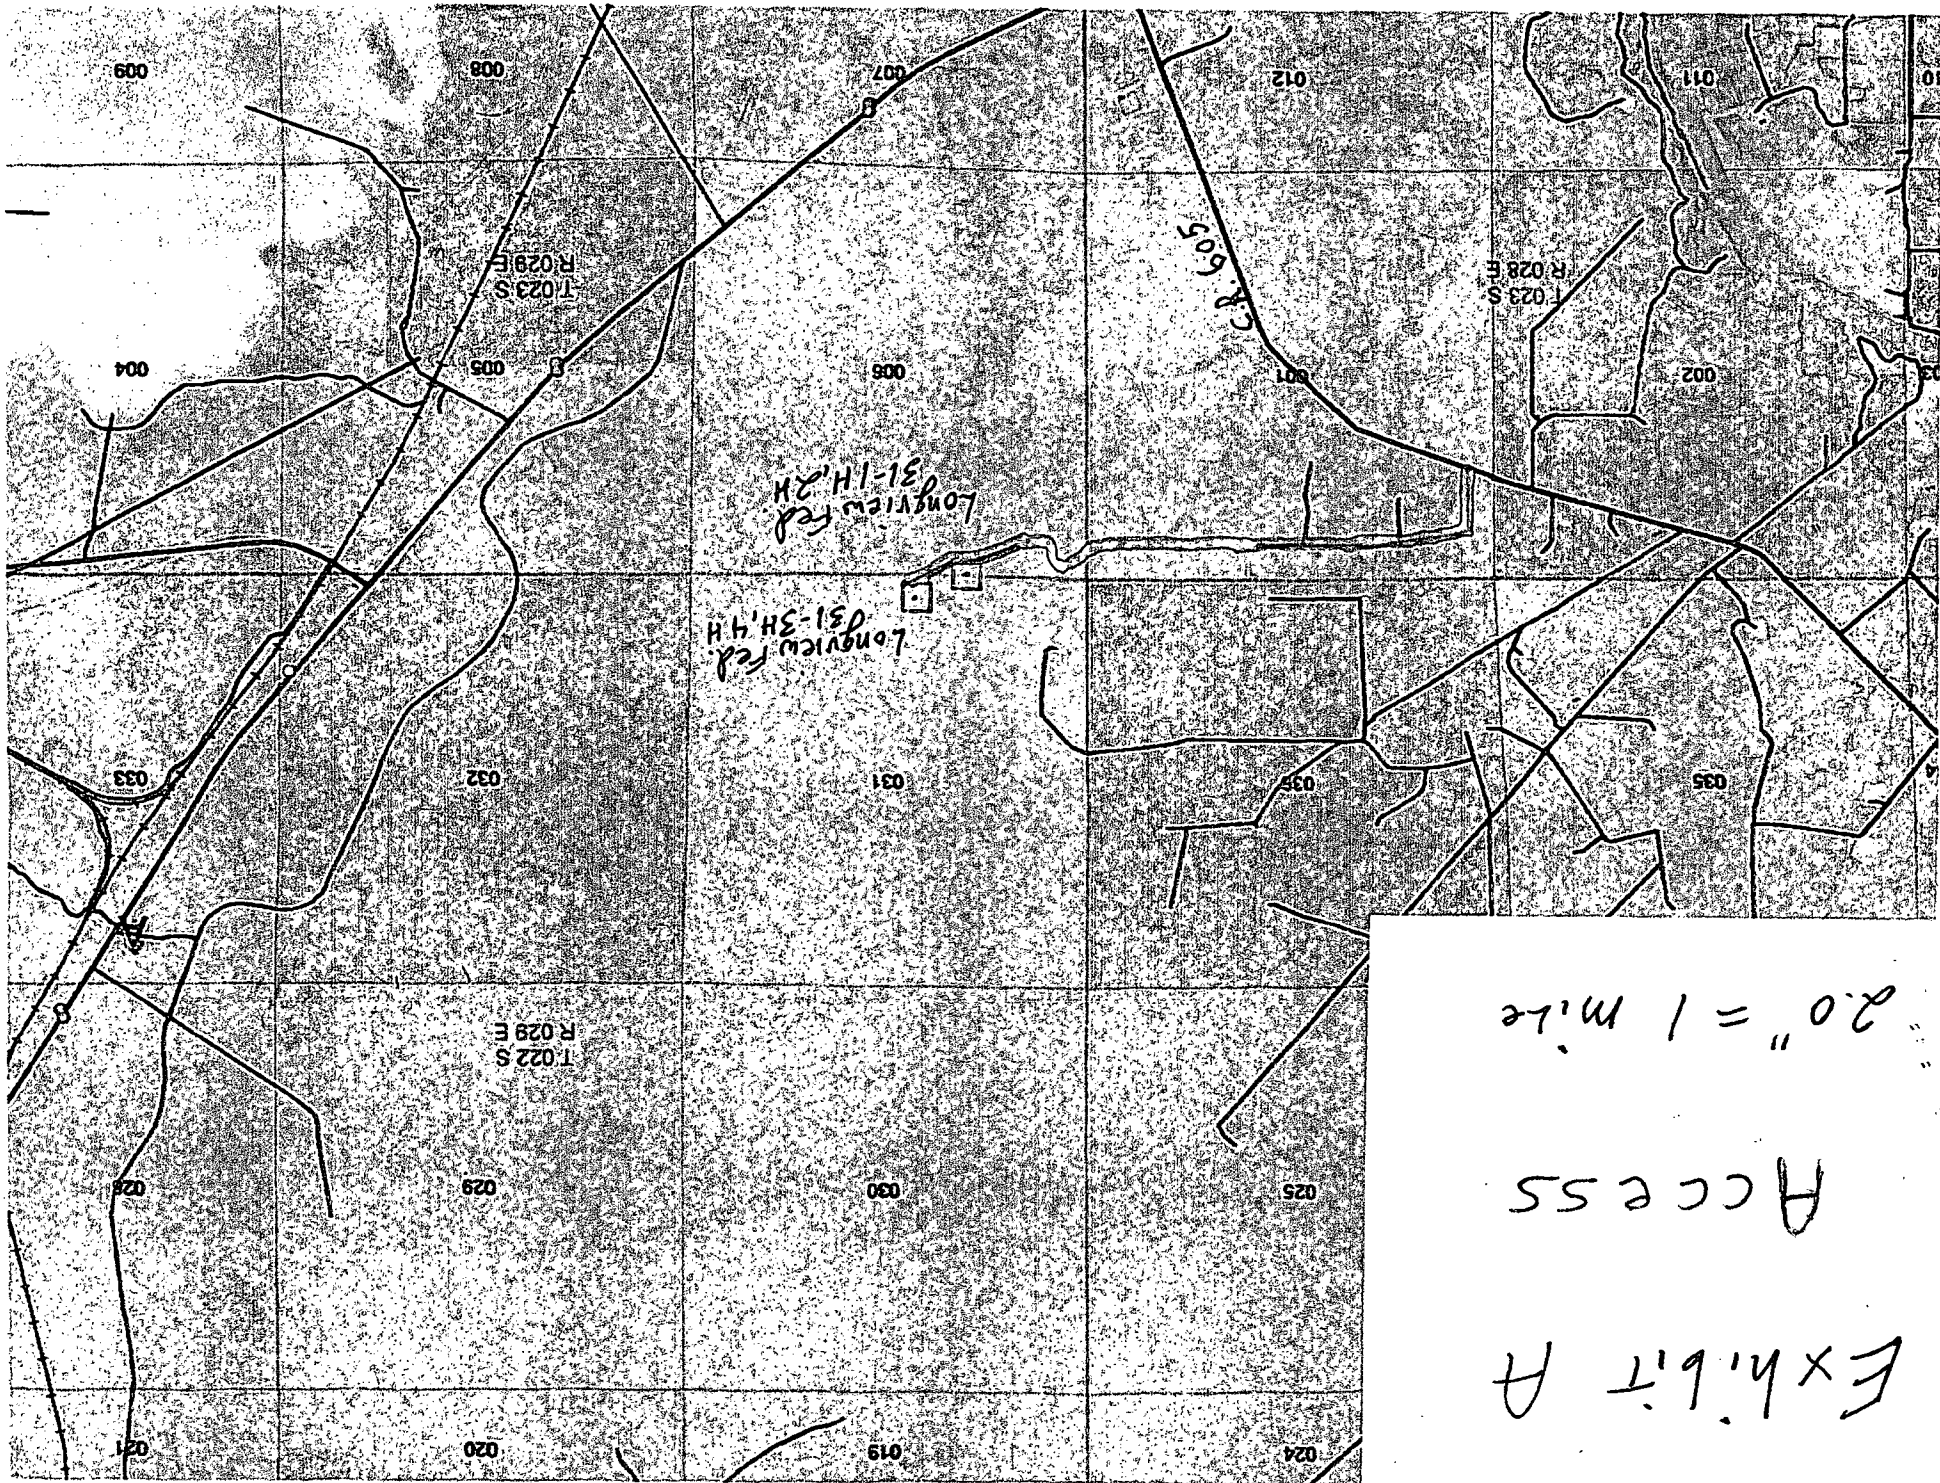 Exhibit A
Access
2.0" = 1 mile
024
019
020
021
025
030
029
028
T 022 S
R 029 E
035
036
031
032
033
Longview Fed.
31-3H,4H
Longview Fed
31-1H,2H
002
001
006
005
004
T 023 S
R 028 E
C.R. 605
T 023 S
R 029 E
011
012
007
008
009